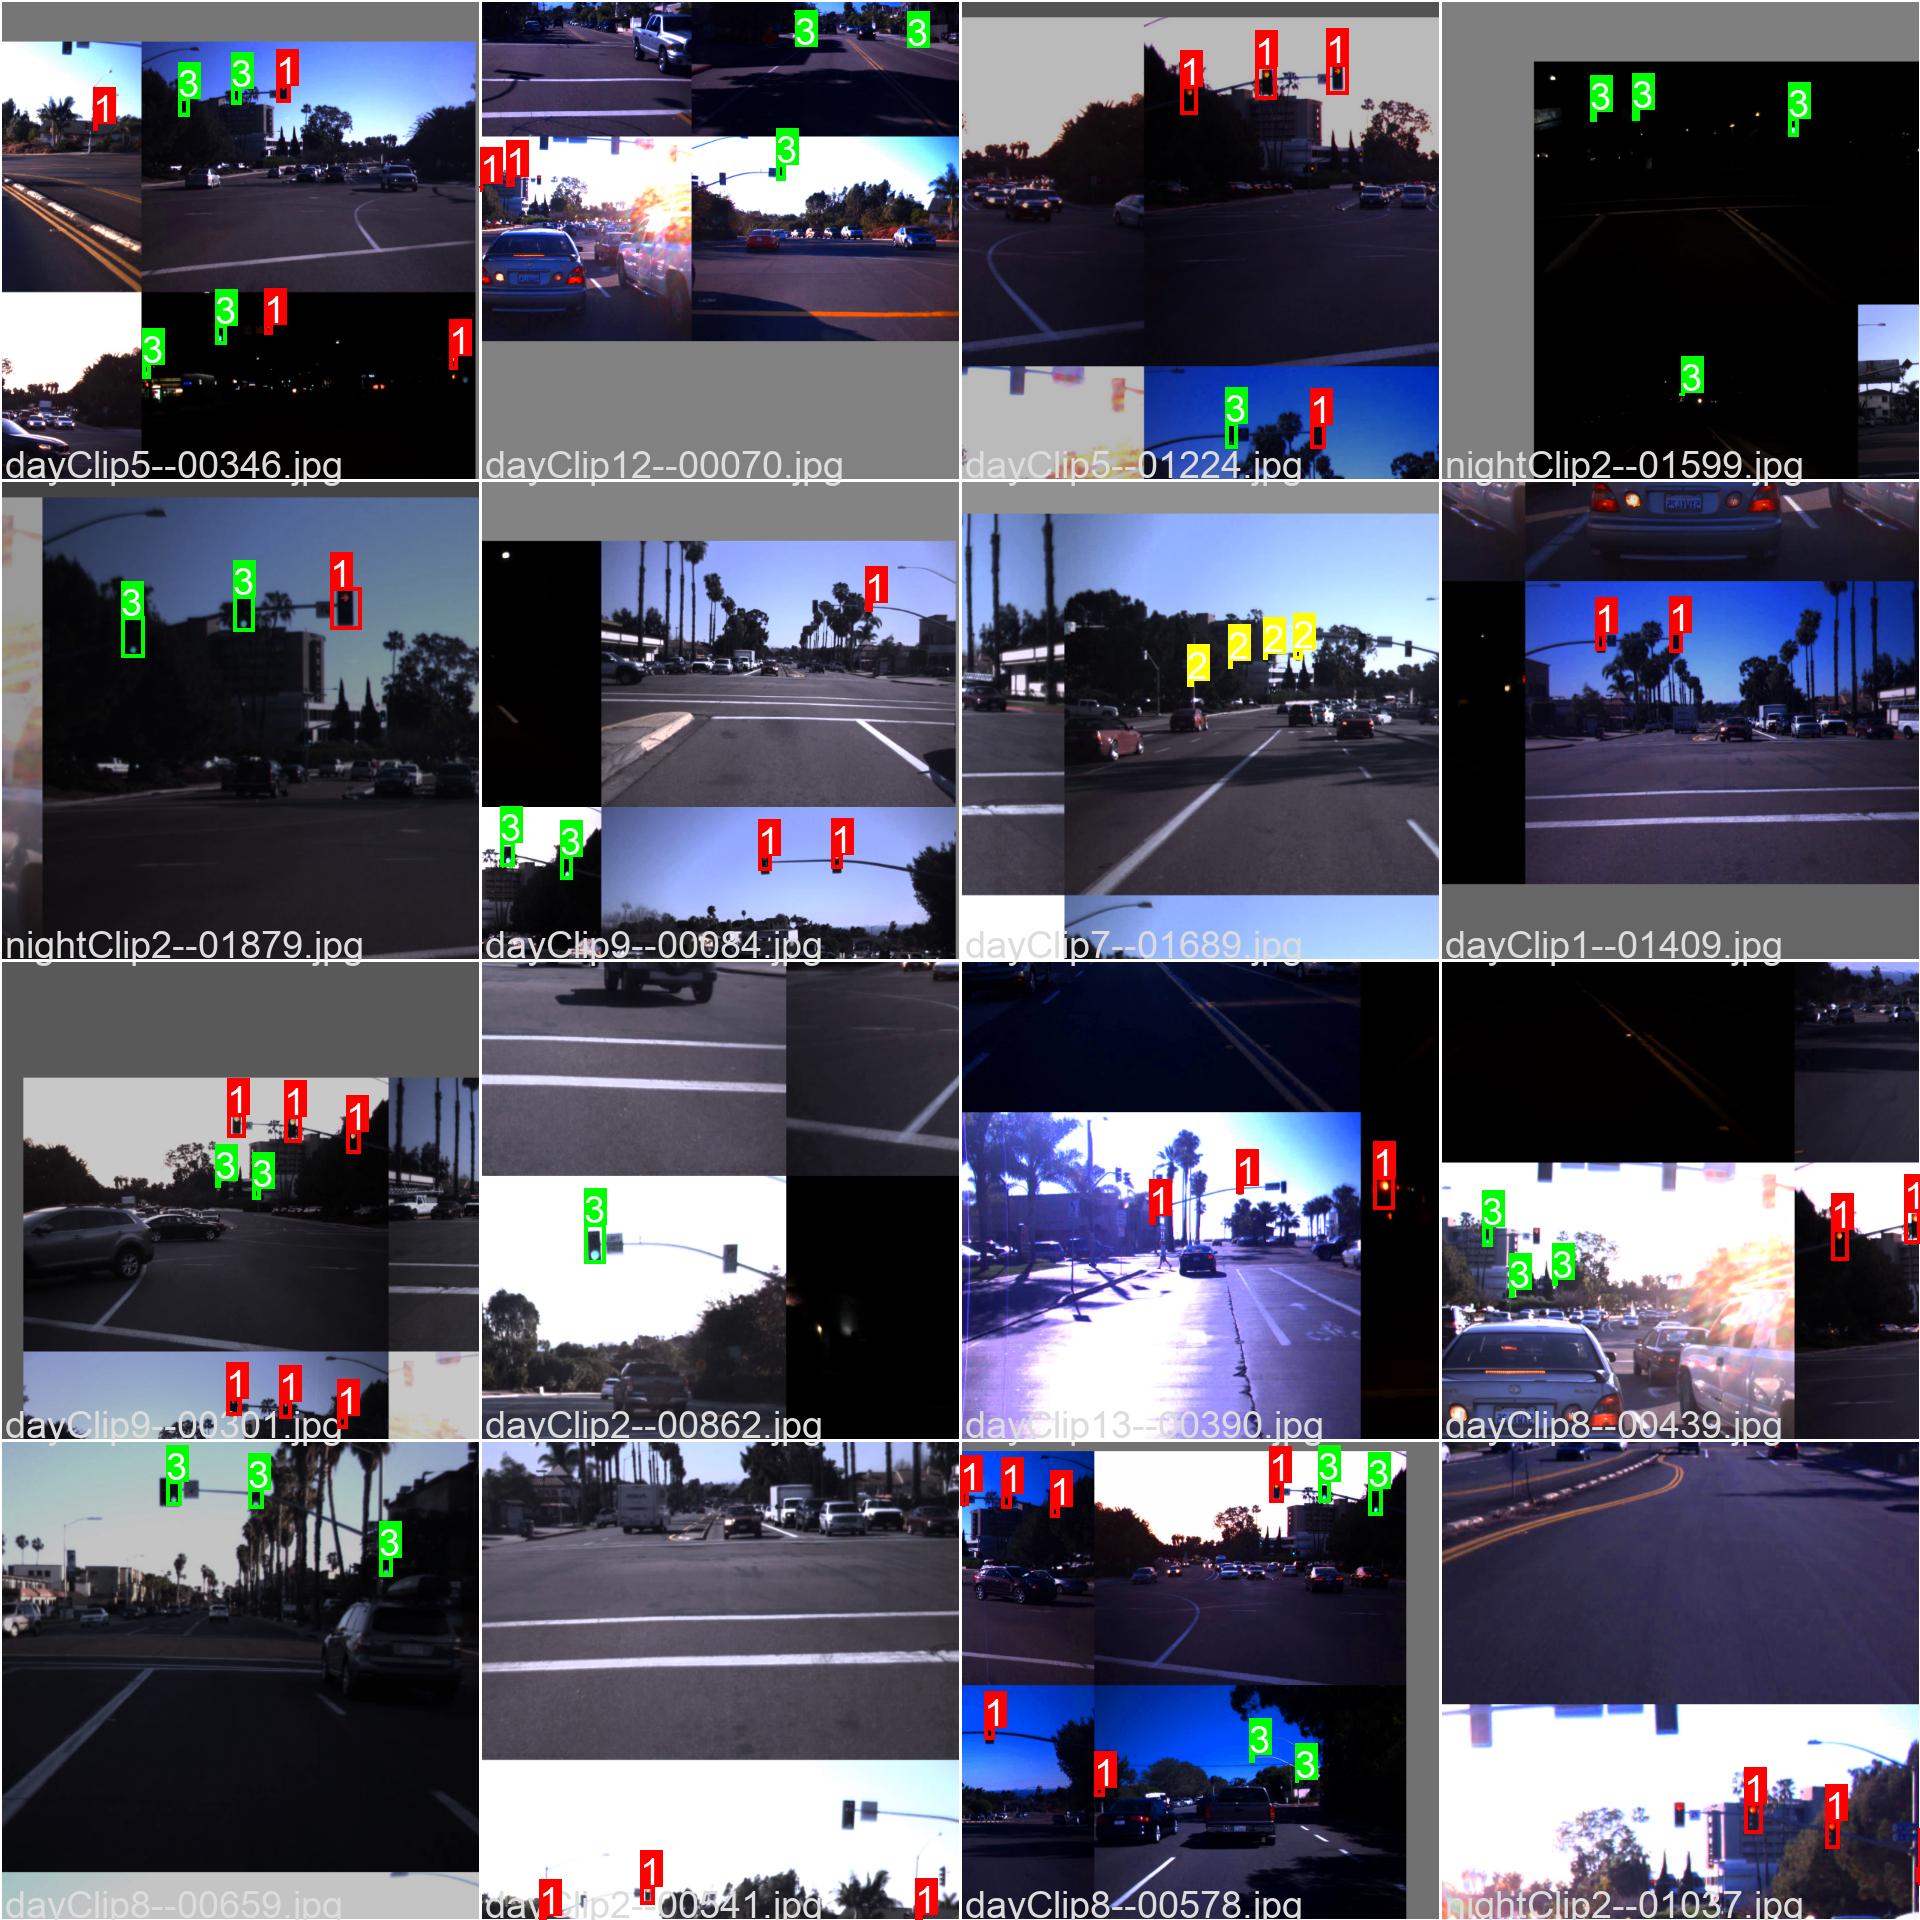 3 3 1
1
3 1
3 1
dayClip5--00346.jpg
3 3
3
1 1
dayClip12--00070.jpg
1 1 1
3 1
dayClip5--01224.jpg
3 3 3
3
nightClip2--01599.jpg
3 3 1
nightClip2--01879.jpg
1
3 3 1 1
dayClip9--00084.jpg
2 2 2 2
dayClip7--01689.jpg
1 1
dayClip1--01409.jpg
1 1 1
3 3
1 1 1
dayClip9--00301.jpg
3
dayClip2--00862.jpg
1 1 1
dayClip13--00390.jpg
3 1 1
3 3
dayClip8--00439.jpg
3 3
3
dayClip8--00659.jpg
1
1 1
dayClip2--00541.jpg
1 1 1 1 3 3
1 3
1 3
dayClip8--00578.jpg
1 1
nightClip2--01037.jpg